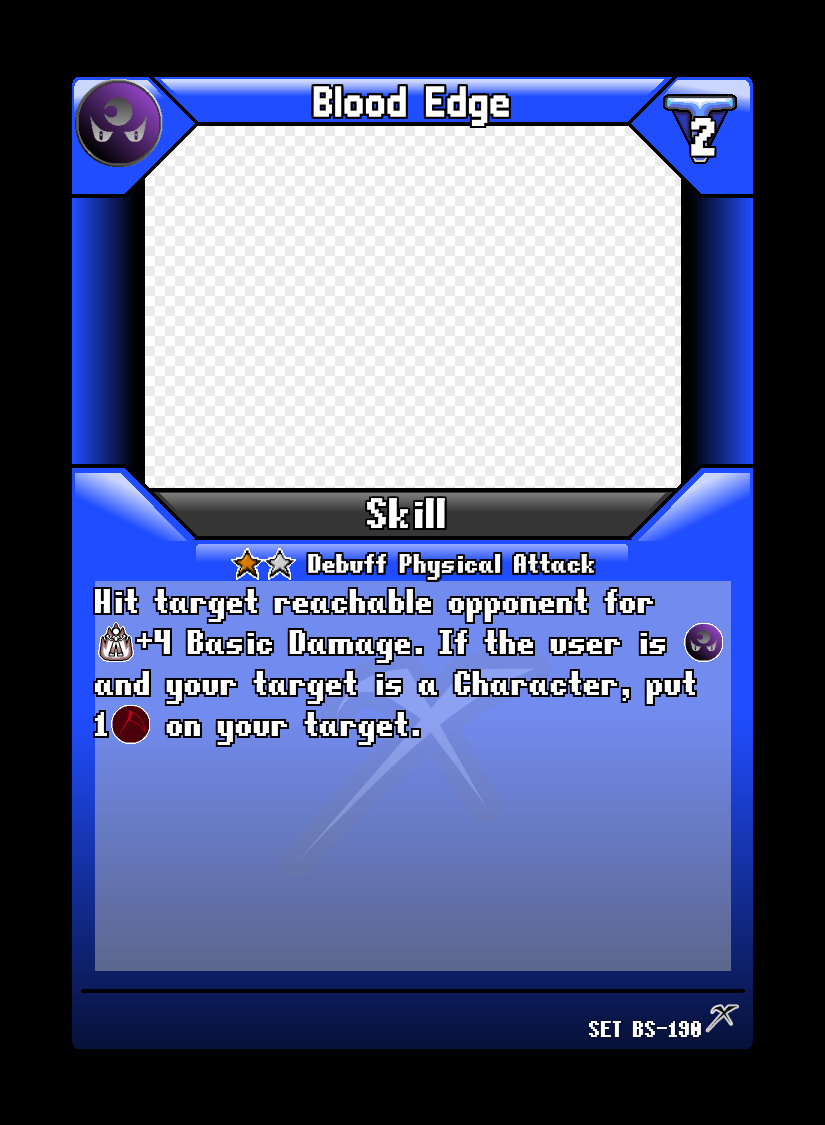 Blood Edge
2
Skill
Debuff Physical Attack
Hit target reachable opponent for
+4 Basic Damage. If the user is
and your target is a Character, put
1 on your target.
SET BS-190